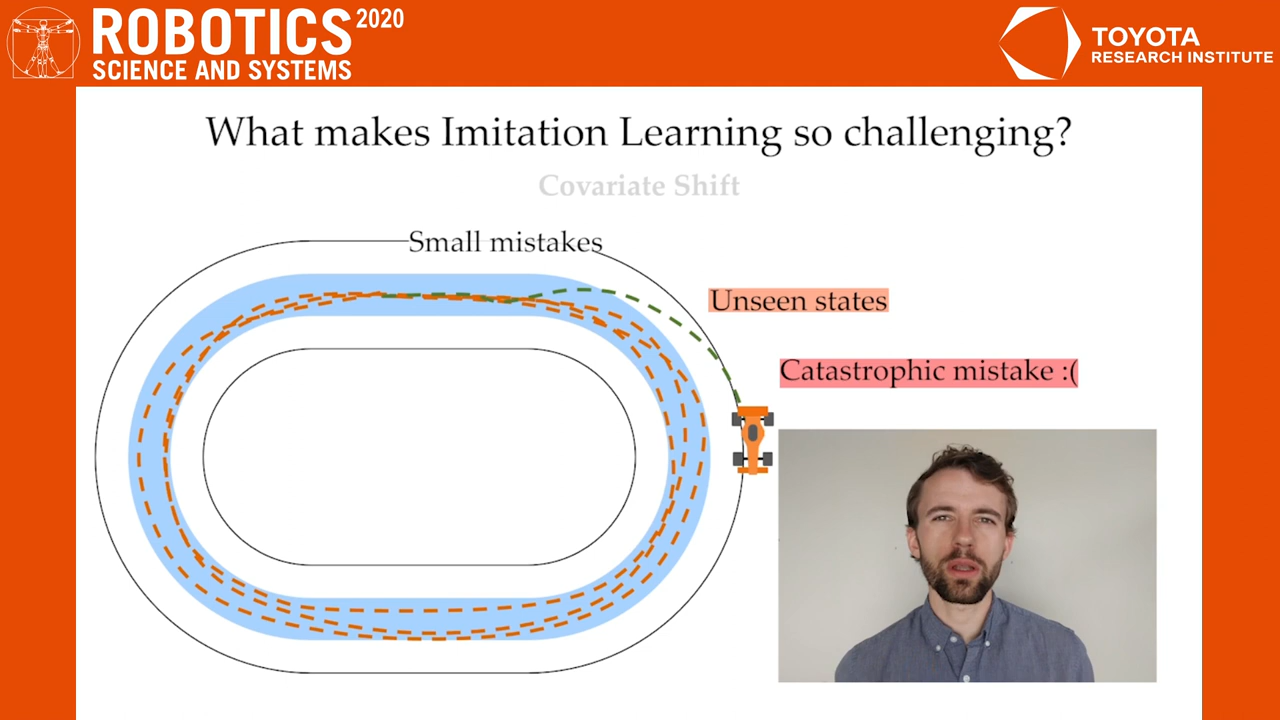 ROBOTICS 2020
SCIENCE AND SYSTEMS
TOYOTA
RESEARCH INSTITUTE
What makes Imitation Learning so challenging?
Covariate Shift
Small mistakes
Unseen states
Catastrophic mistake :(